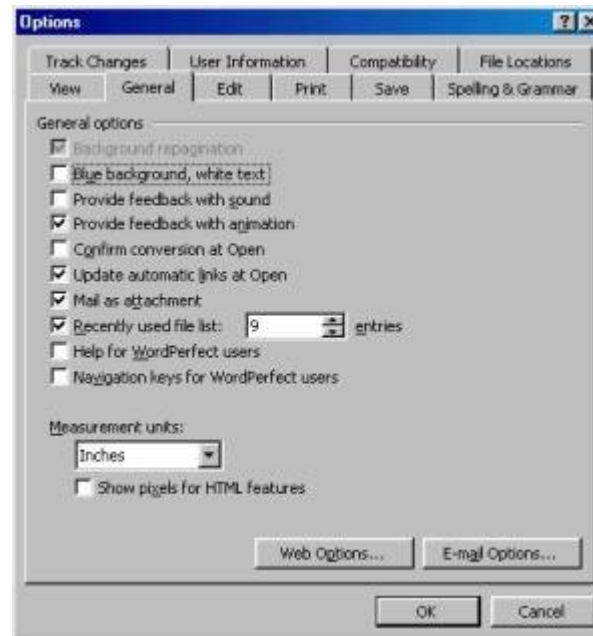 Options
Track Changes User Information Compatibility File Locations
View General Edit Print Save Spelling & Grammar
General options
Background repagination
Blue background, white text
Provide feedback with sound
Provide feedback with animation
Confirm conversion at Open
Update automatic links at Open
Mail as attachment
Recently used file list: 9 entries
Help for WordPerfect users
Navigation keys for WordPerfect users
Measurement units:
Inches
Show pixels for HTML features
Web Options... E-mail Options...
OK Cancel